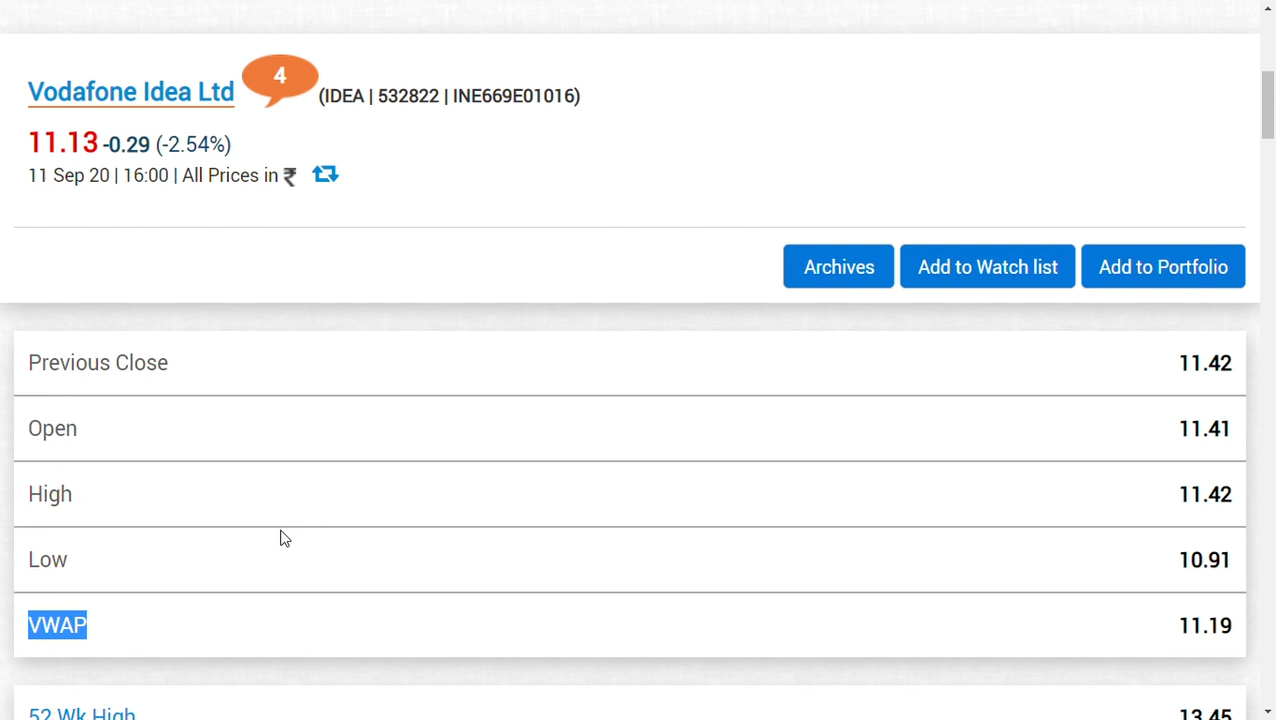 Vodafone Idea Ltd 4 (IDEA | 532822 | INE669E01016)
11.13 -0.29 (-2.54%)
11 Sep 20 | 16:00 | All Prices in ₹
Archives Add to Watch list Add to Portfolio
Previous Close 11.42
Open 11.41
High 11.42
Low 10.91
VWAP 11.19
52 Wk High 13.45